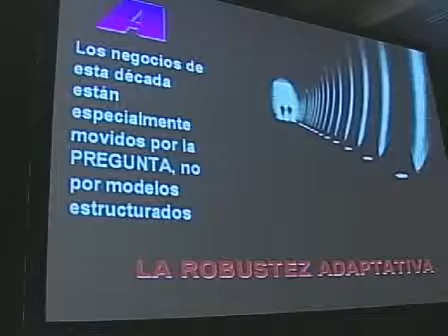 A
Los negocios de
esta década
están
especialmente
movidos por la
PREGUNTA, no
por modelos
estructurados
LA ROBUSTEZ ADAPTATIVA